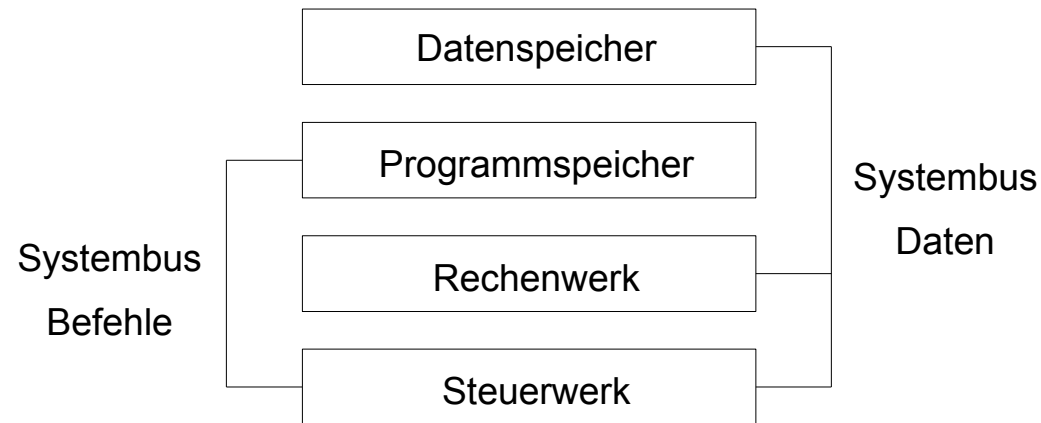 Datenspeicher
Programmspeicher
Systembus
Daten
Systembus
Befehle
Rechenwerk
Steuerwerk